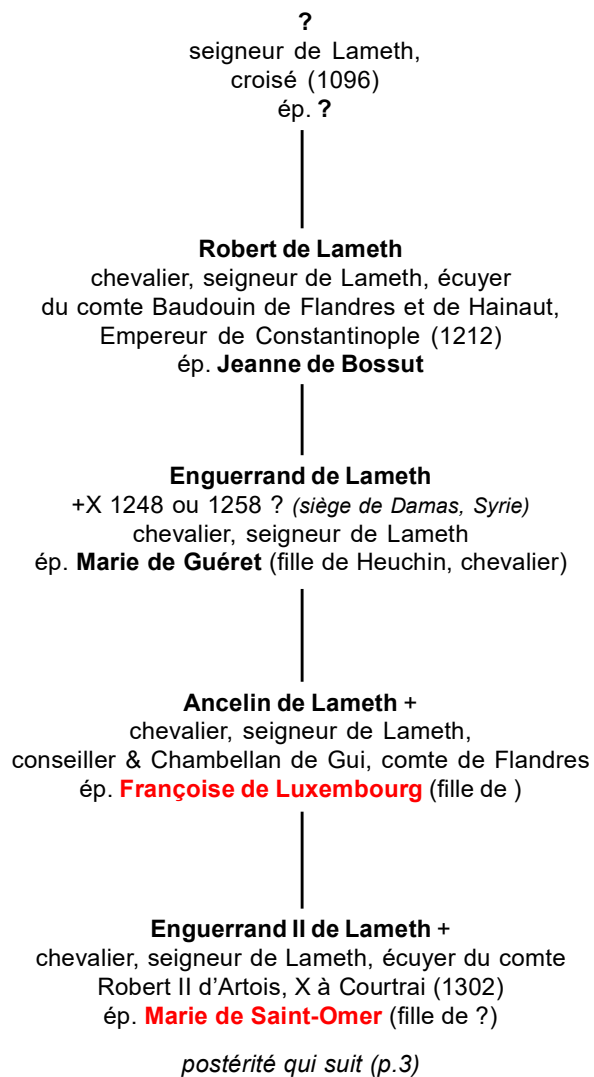 ?
seigneur de Lameth,
croisé (1096)
ép. ?
Robert de Lameth
chevalier, seigneur de Lameth, écuyer
du comte Baudouin de Flandres et de Hainaut,
Empereur de Constantinople (1212)
ép. Jeanne de Bossut
Enguerrand de Lameth
+X 1248 ou 1258 ? (siège de Damas, Syrie)
chevalier, seigneur de Lameth
ép. Marie de Guéret (fille de Heuchin, chevalier)
Ancelin de Lameth +
chevalier, seigneur de Lameth,
conseiller & Chambellan de Gui, comte de Flandres
ép. Françoise de Luxembourg (fille de )
Enguerrand II de Lameth +
chevalier, seigneur de Lameth, écuyer du comte
Robert II d’Artois, X à Courtrai (1302)
ép. Marie de Saint-Omer (fille de ?)
postérité qui suit (p.3)